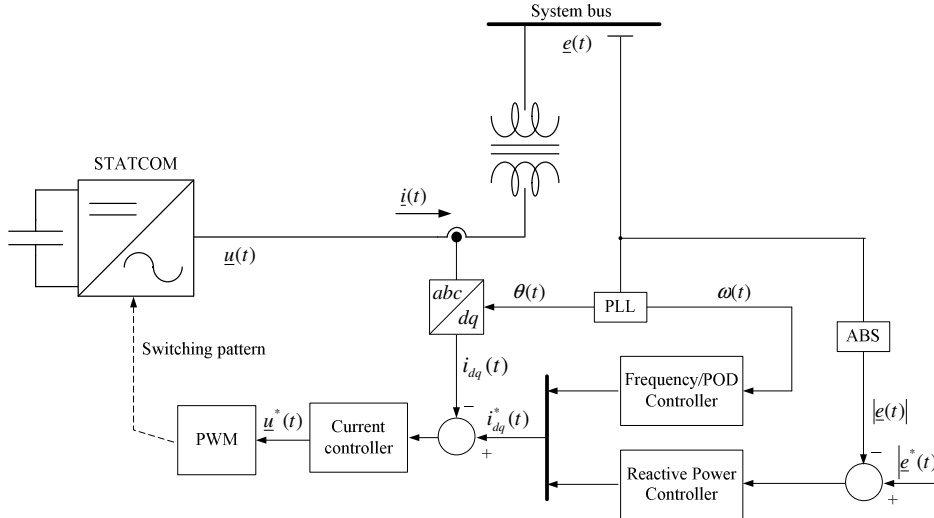 System bus
e(t)
STATCOM
i(t)
u(t)
abc
dq
θ(t)
PLL
ω(t)
ABS
Switching pattern
i_dq(t)
Frequency/POD
Controller
|e(t)|
PWM
u*(t)
Current
controller
−
+
i*_dq(t)
Reactive Power
Controller
−
+
|e*(t)|